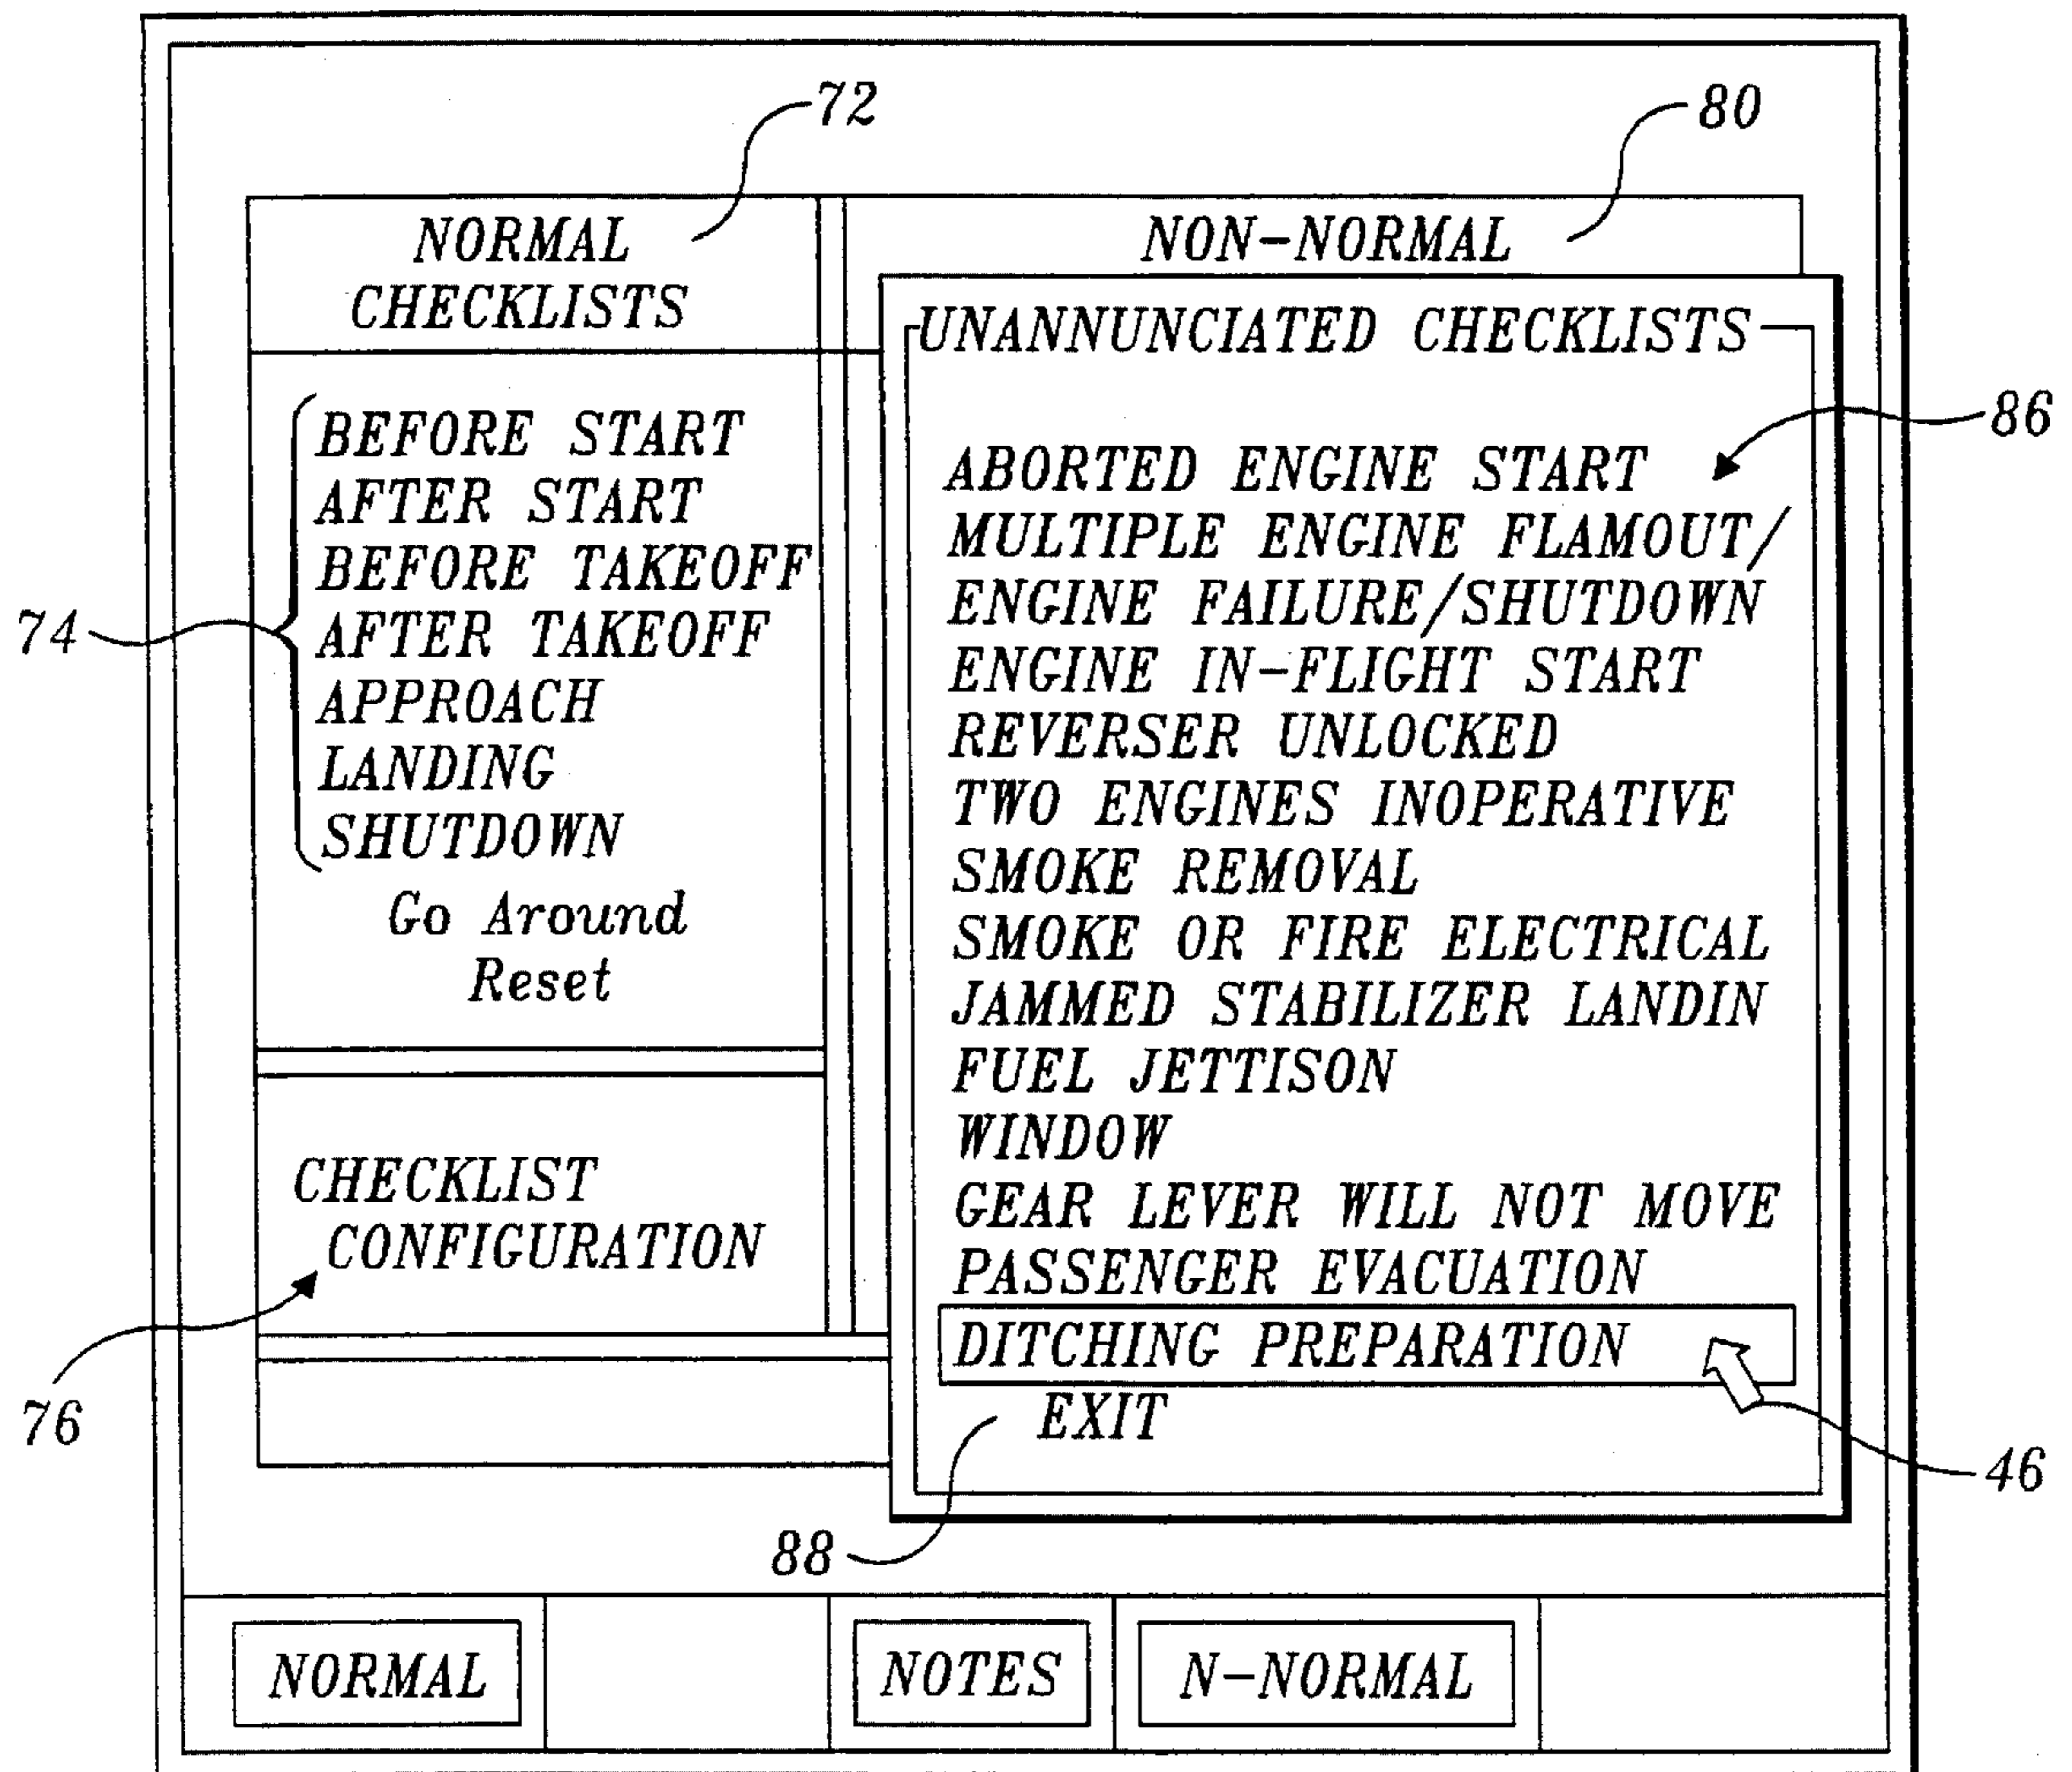 72
80
NORMAL
CHECKLISTS
NON-NORMAL
UNANNUNCIATED CHECKLISTS
74
BEFORE START
AFTER START
BEFORE TAKEOFF
AFTER TAKEOFF
APPROACH
LANDING
SHUTDOWN
Go Around
Reset
CHECKLIST
CONFIGURATION
76
86
ABORTED ENGINE START
MULTIPLE ENGINE FLAMOUT/
ENGINE FAILURE/SHUTDOWN
ENGINE IN-FLIGHT START
REVERSER UNLOCKED
TWO ENGINES INOPERATIVE
SMOKE REMOVAL
SMOKE OR FIRE ELECTRICAL
JAMMED STABILIZER LANDIN
FUEL JETTISON
WINDOW
GEAR LEVER WILL NOT MOVE
PASSENGER EVACUATION
DITCHING PREPARATION
EXIT
46
88
NORMAL
NOTES
N-NORMAL